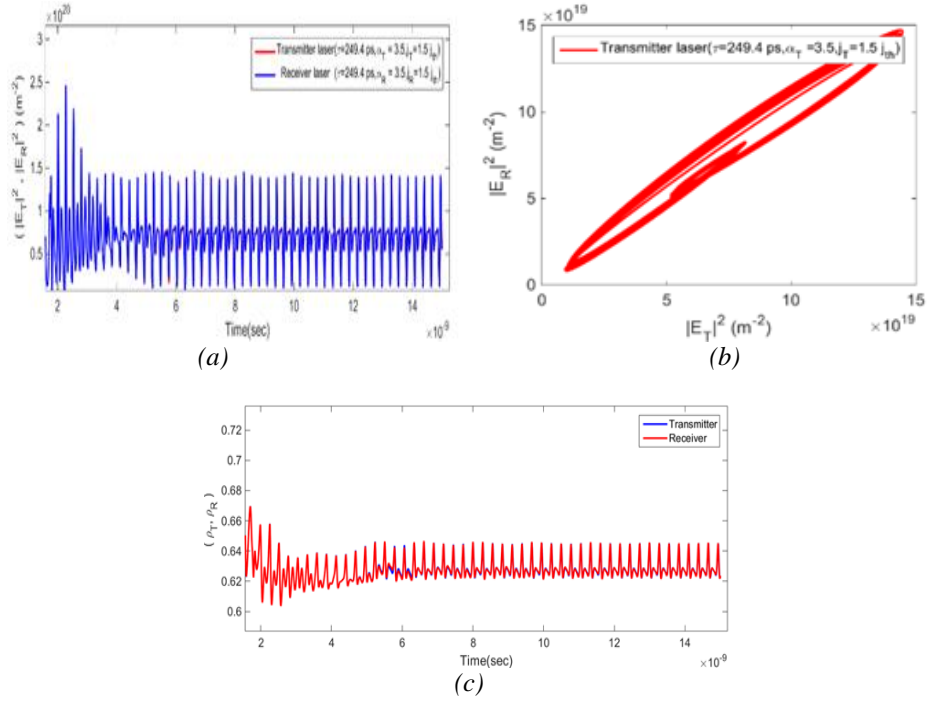 × 10^20
3
2.5
2
1.5
1
0.5
( |E_T|^2 , |E_R|^2 ) (m^-2)
Transmitter laser(τ=249.4 ps,α_T = 3.5,j_T=1.5 j_th)
Receiver laser (τ=249.4 ps,α_R = 3.5,j_R=1.5 j_th)
2 4 6 8 10 12 14
Time(sec)
×10^-9
(a)
×10^19
15
10
5
0
|E_R|^2 (m^-2)
Transmitter laser(τ=249.4 ps,α_T =3.5,j_T=1.5 j_th)
0 5 10 15
|E_T|^2 (m^-2)
×10^19
(b)
0.72
0.7
0.68
0.66
0.64
0.62
0.6
( ρ_T, ρ_R )
Transmitter
Receiver
2 4 6 8 10 12 14
Time(sec)
×10^-9
(c)